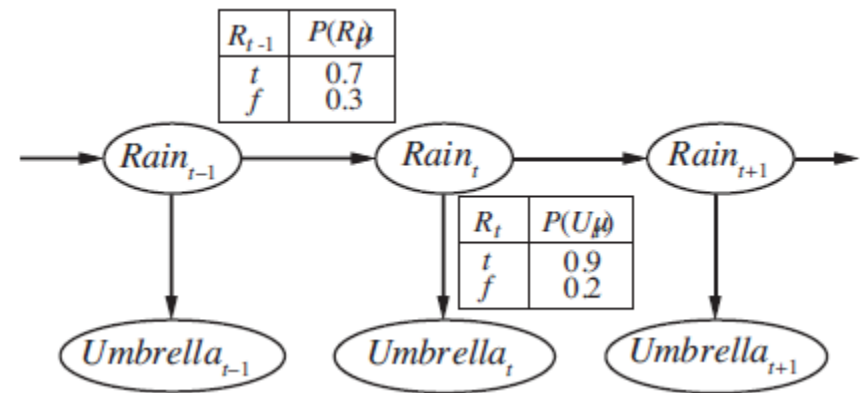 R_{t-1} P(R_t)
t 0.7
f 0.3
Rain_{t-1} Rain_t Rain_{t+1}
R_t P(U_t)
t 0.9
f 0.2
Umbrella_{t-1} Umbrella_t Umbrella_{t+1}